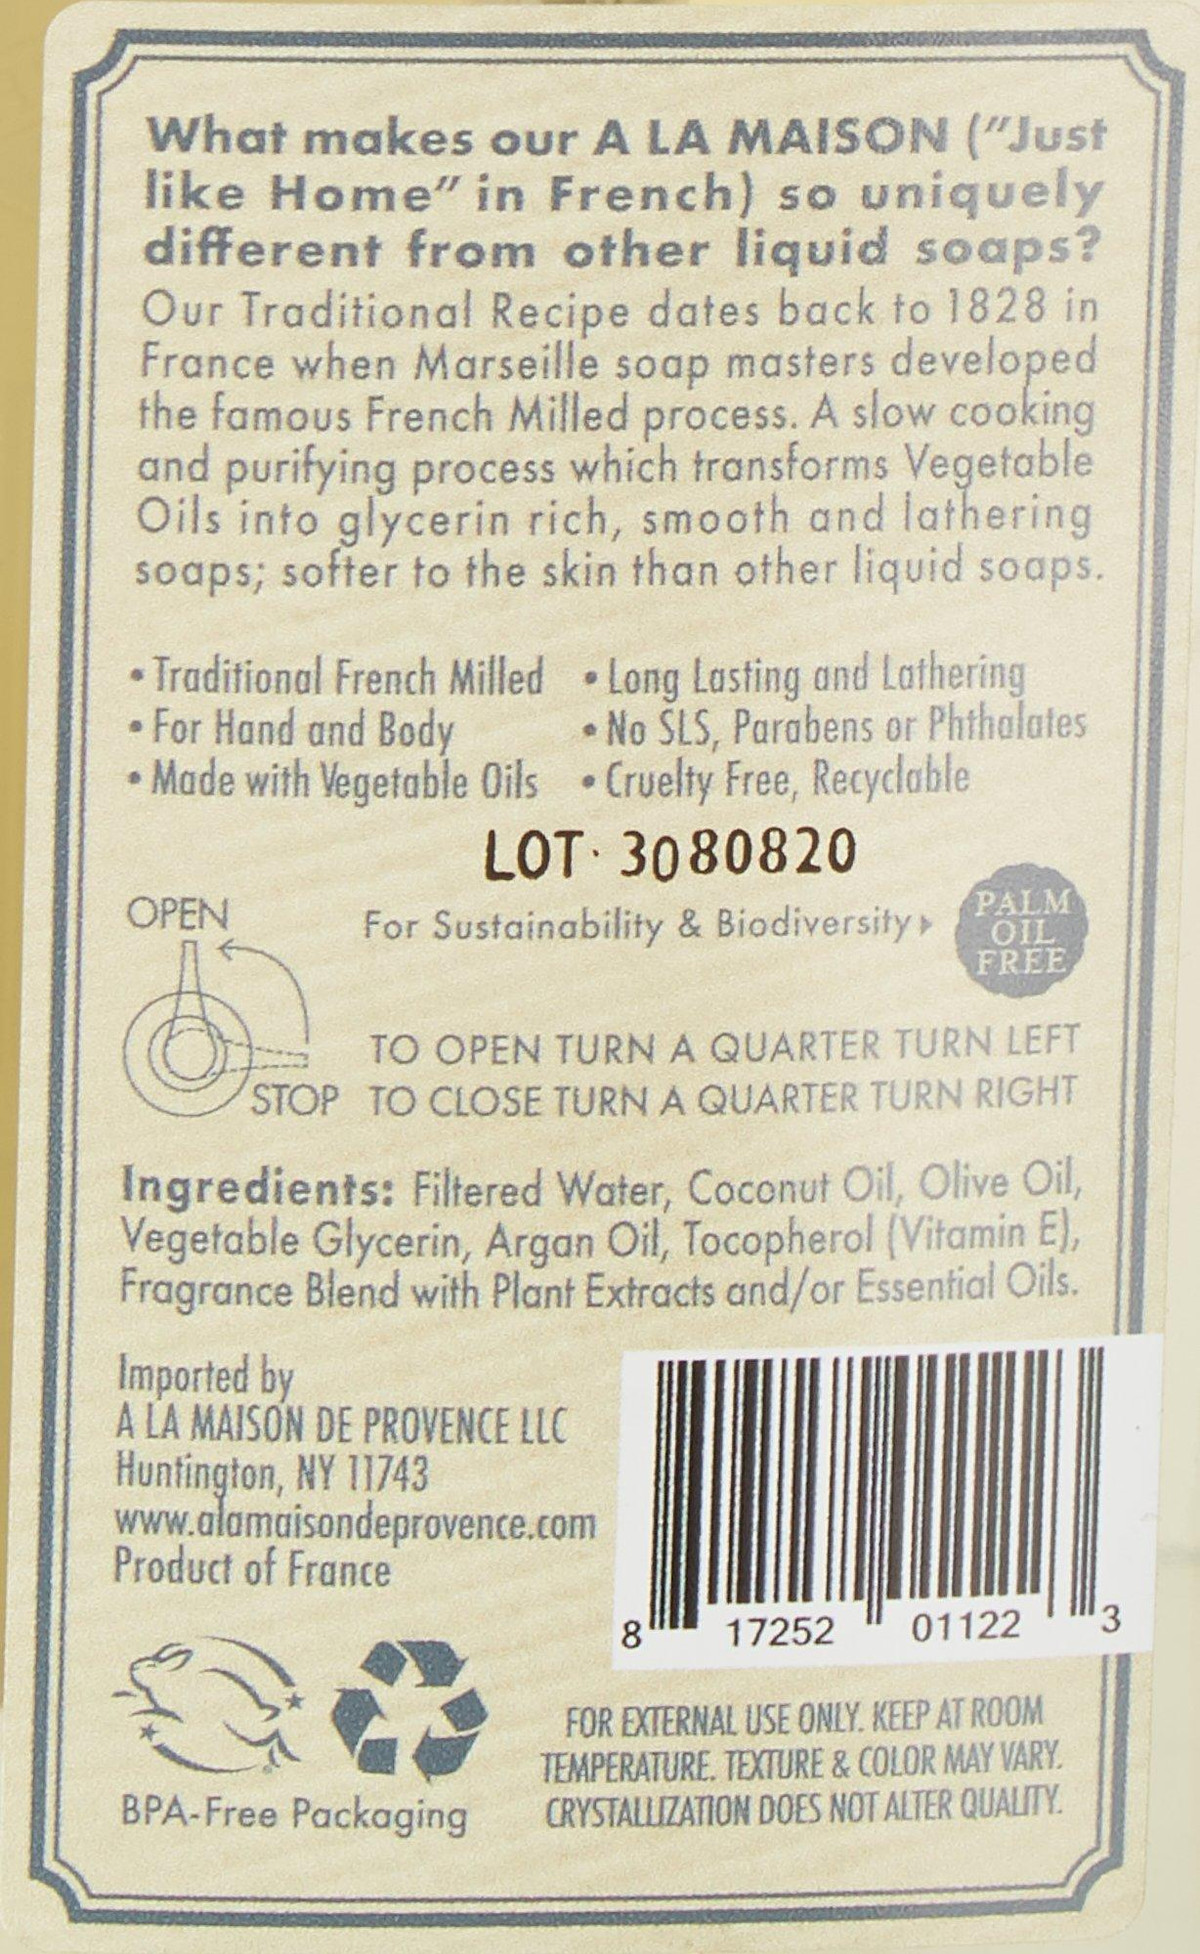 What makes our A LA MAISON ("Just
like Home" in French) so uniquely
different from other liquid soaps?
Our Traditional Recipe dates back to 1828 in
France when Marseille soap masters developed
the famous French Milled process. A slow cooking
and purifying process which transforms Vegetable
Oils into glycerin rich, smooth and lathering
soaps; softer to the skin than other liquid soaps.
• Traditional French Milled
• For Hand and Body
• Made with Vegetable Oils
• Long Lasting and Lathering
• No SLS, Parabens or Phthalates
• Cruelty Free, Recyclable
LOT· 3080820
For Sustainability & Biodiversity
PALM
OIL
FREE
OPEN
STOP
TO OPEN TURN A QUARTER TURN LEFT
TO CLOSE TURN A QUARTER TURN RIGHT
Ingredients: Filtered Water, Coconut Oil, Olive Oil,
Vegetable Glycerin, Argan Oil, Tocopherol (Vitamin E),
Fragrance Blend with Plant Extracts and/or Essential Oils.
Imported by
A LA MAISON DE PROVENCE LLC
Huntington, NY 11743
www.alamaisondeprovence.com
Product of France
8 17252 01122 3
BPA-Free Packaging
FOR EXTERNAL USE ONLY. KEEP AT ROOM
TEMPERATURE. TEXTURE & COLOR MAY VARY.
CRYSTALLIZATION DOES NOT ALTER QUALITY.